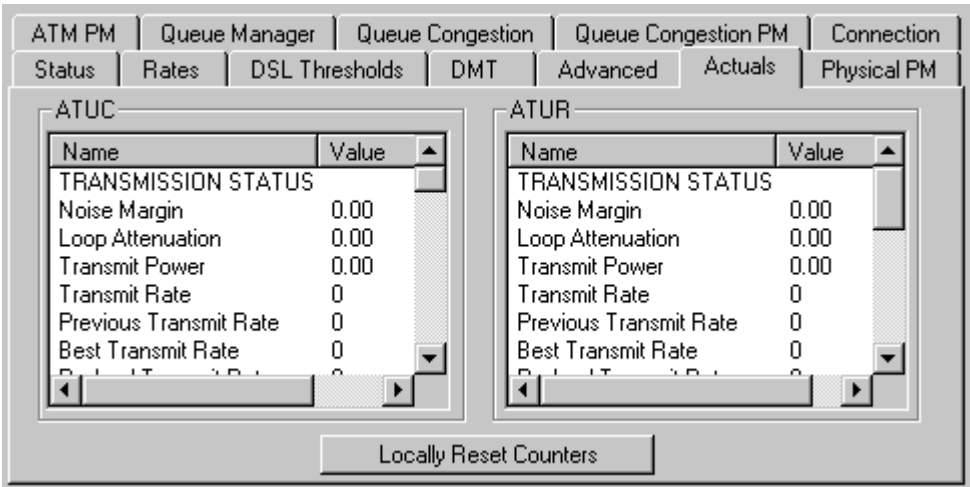 ATM PM Queue Manager Queue Congestion Queue Congestion PM Connection
Status Rates DSL Thresholds DMT Advanced Actuals Physical PM
ATUC
Name Value
TRANSMISSION STATUS
Noise Margin 0.00
Loop Attenuation 0.00
Transmit Power 0.00
Transmit Rate 0
Previous Transmit Rate 0
Best Transmit Rate 0
ATUR
Name Value
TRANSMISSION STATUS
Noise Margin 0.00
Loop Attenuation 0.00
Transmit Power 0.00
Transmit Rate 0
Previous Transmit Rate 0
Best Transmit Rate 0
Locally Reset Counters